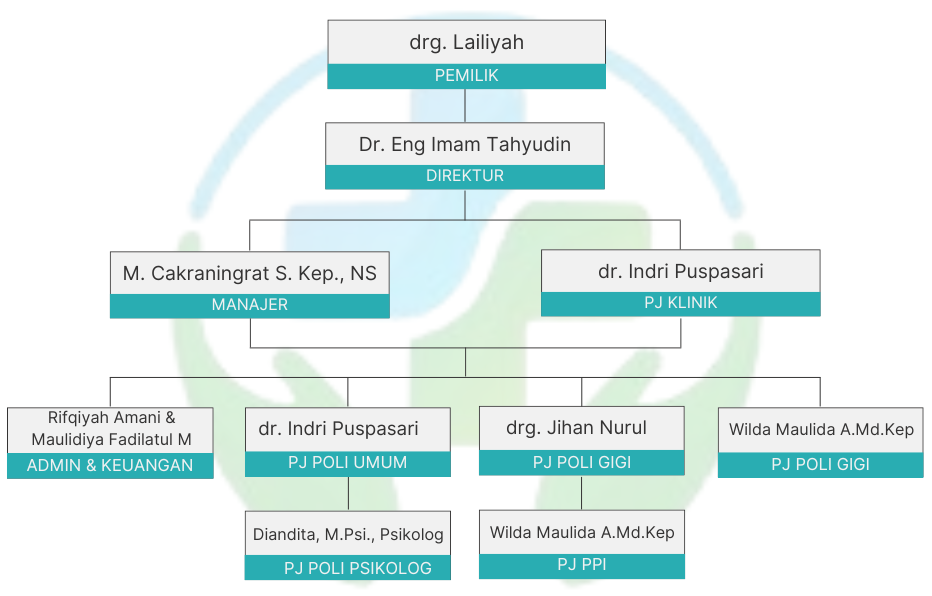 drg. Lailiyah
PEMILIK
Dr. Eng Imam Tahyudin
DIREKTUR
M. Cakraningrat S. Kep., NS
MANAJER
dr. Indri Puspasari
PJ KLINIK
Rifqiyah Amani &
Maulidiya Fadilatul M
ADMIN & KEUANGAN
dr. Indri Puspasari
PJ POLI UMUM
drg. Jihan Nurul
PJ POLI GIGI
Wilda Maulida A.Md.Kep
PJ POLI GIGI
Diandita, M.Psi., Psikolog
PJ POLI PSIKOLOG
Wilda Maulida A.Md.Kep
PJ PPI